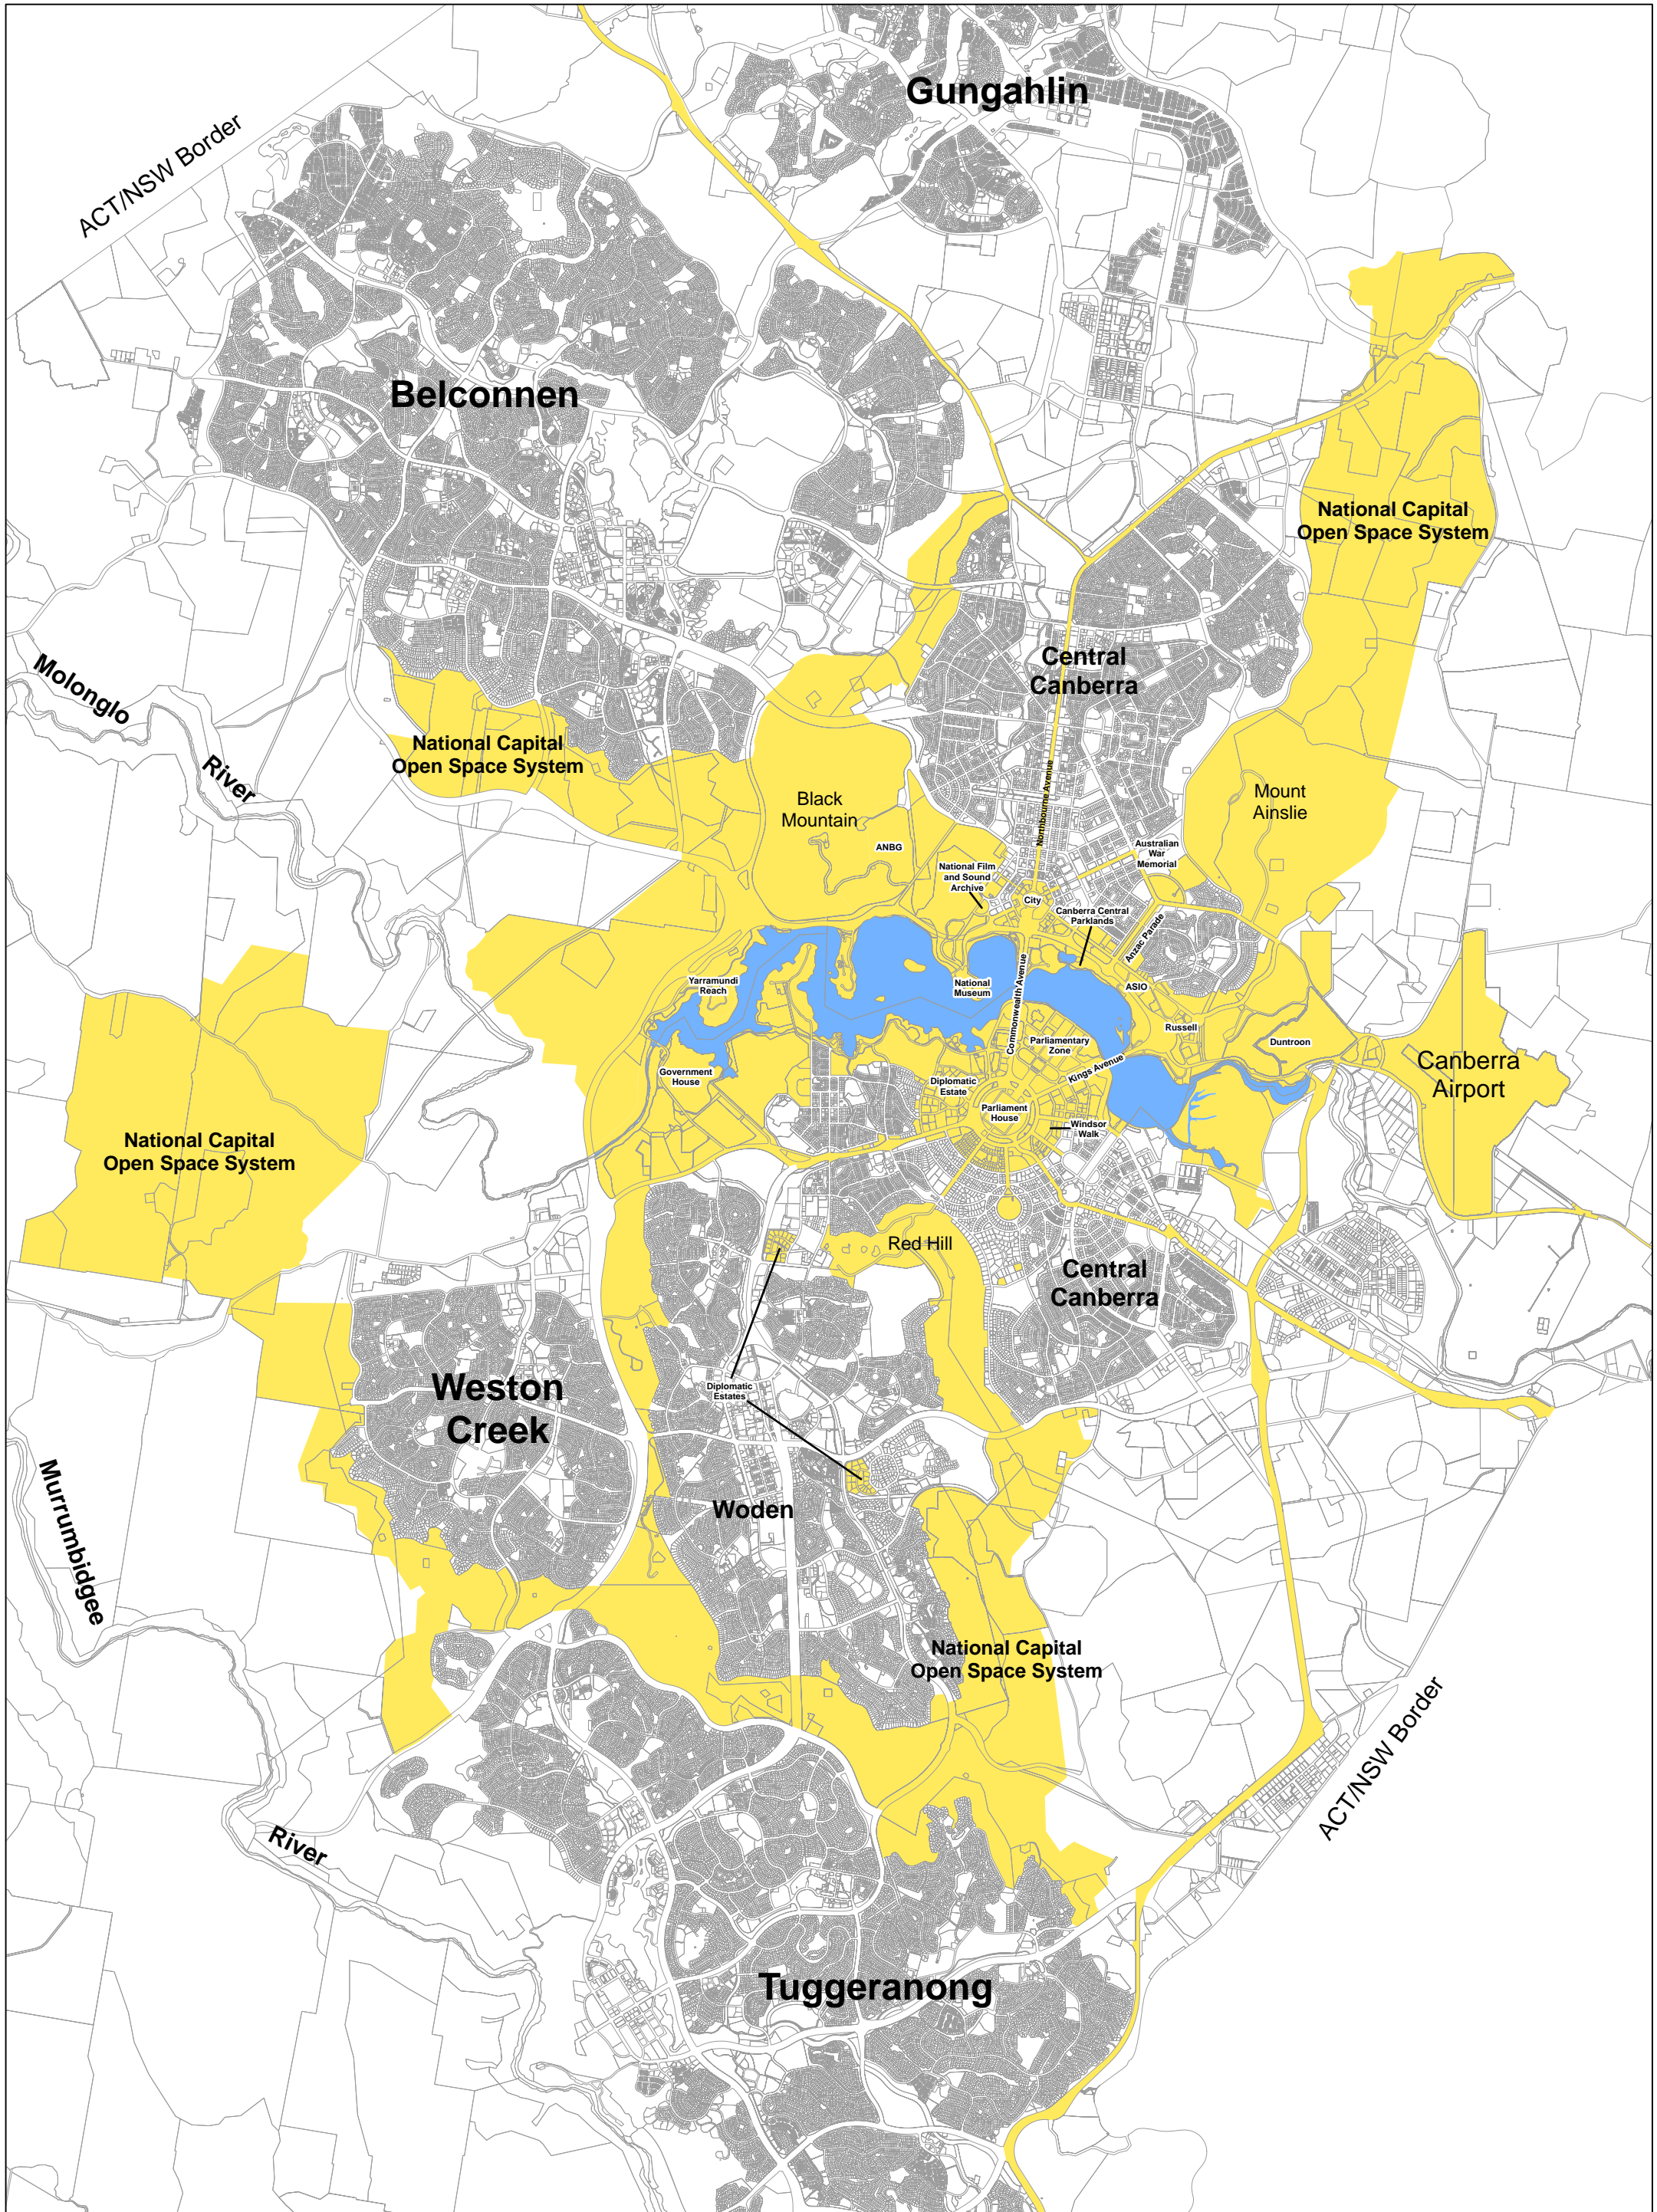 Gungahlin
ACT/NSW Border
Belconnen
National Capital
Open Space System
Central
Canberra
Molonglo
River
National Capital
Open Space System
Black
Mountain
Mount
Ainslie
Northbourne Avenue
ANBG
Australian
War
Memorial
National Film
and Sound
Archive
City
Canberra Central
Parklands
Anzac Parade
Yarramundi
Reach
National
Museum
Commonwealth Avenue
ASIO
Russell
Duntroon
Parliamentary
Zone
Kings Avenue
Government
House
Diplomatic
Estate
Parliament
House
Windsor
Walk
Canberra
Airport
National Capital
Open Space System
Red Hill
Central
Canberra
Weston
Creek
Diplomatic
Estates
Woden
Murrumbidgee
River
National Capital
Open Space System
ACT/NSW Border
Tuggeranong